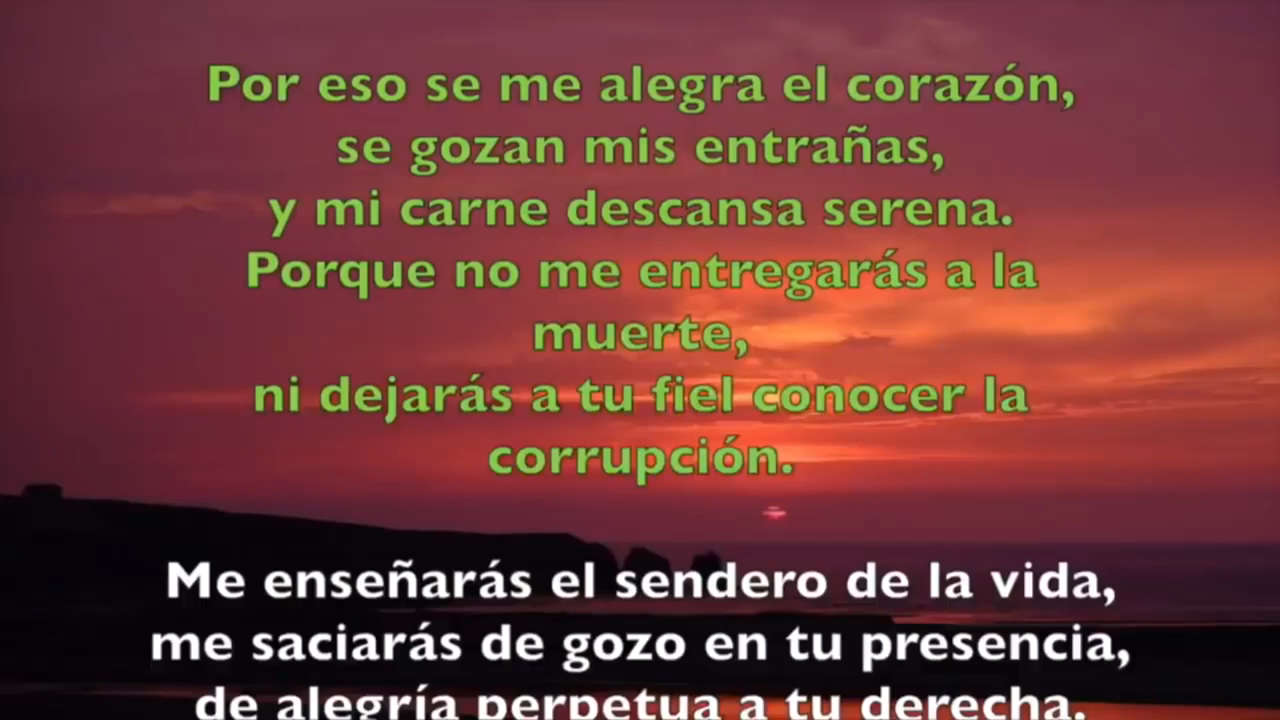 Por eso se me alegra el corazón,
se gozan mis entrañas,
y mi carne descansa serena.
Porque no me entregarás a la
muerte,
ni dejarás a tu fiel conocer la
corrupción.
Me enseñarás el sendero de la vida,
me saciarás de gozo en tu presencia,
de alegría perpetua a tu derecha.